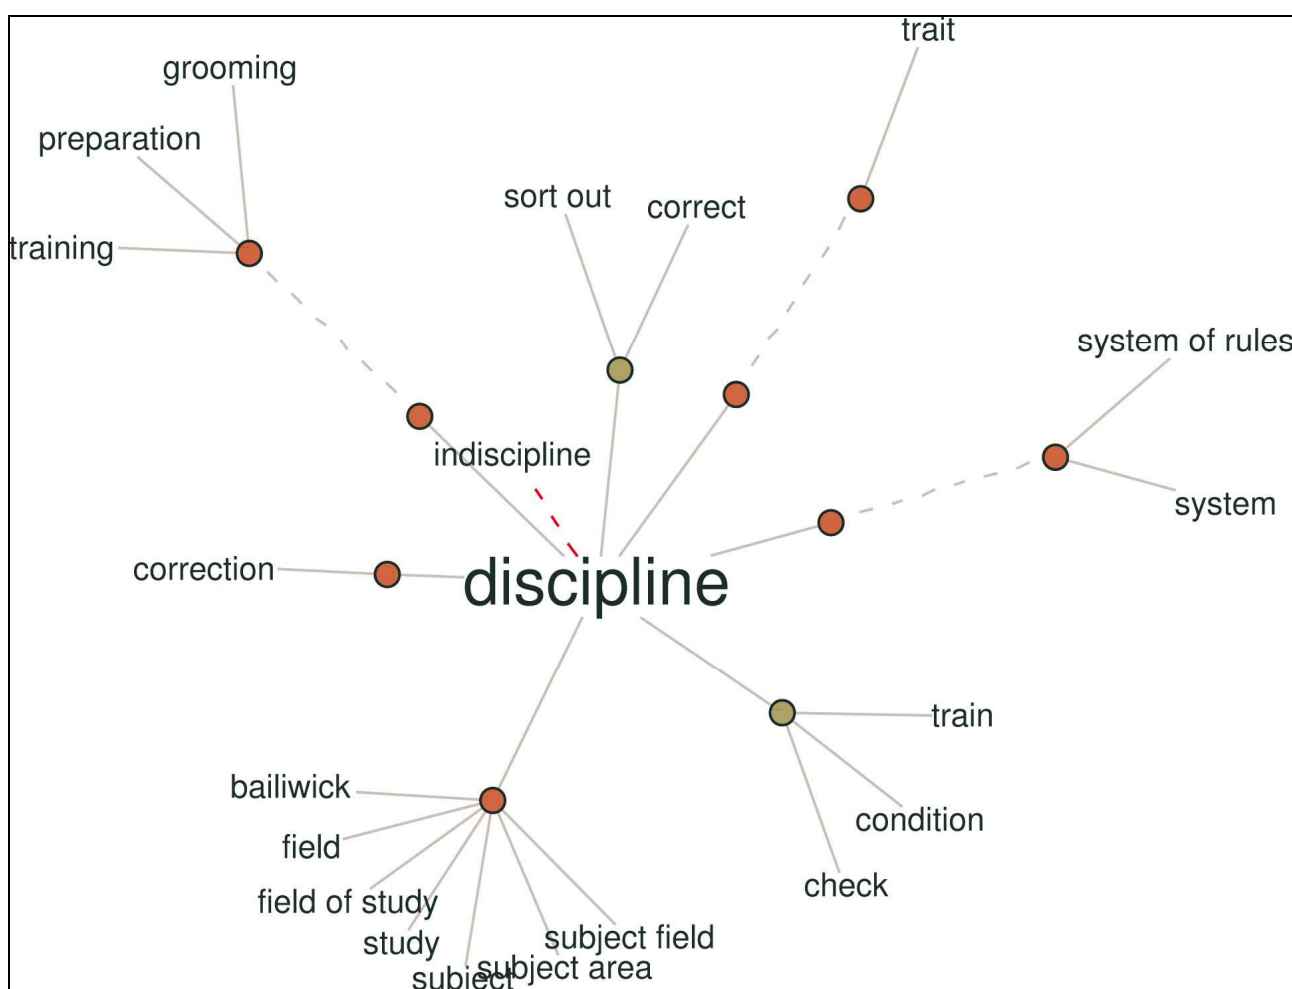 trait
grooming
preparation
sort out
correct
training
system of rules
indiscipline
system
correction
discipline
train
bailiwick
condition
field
check
field of study
subject field
study
subject area
subject